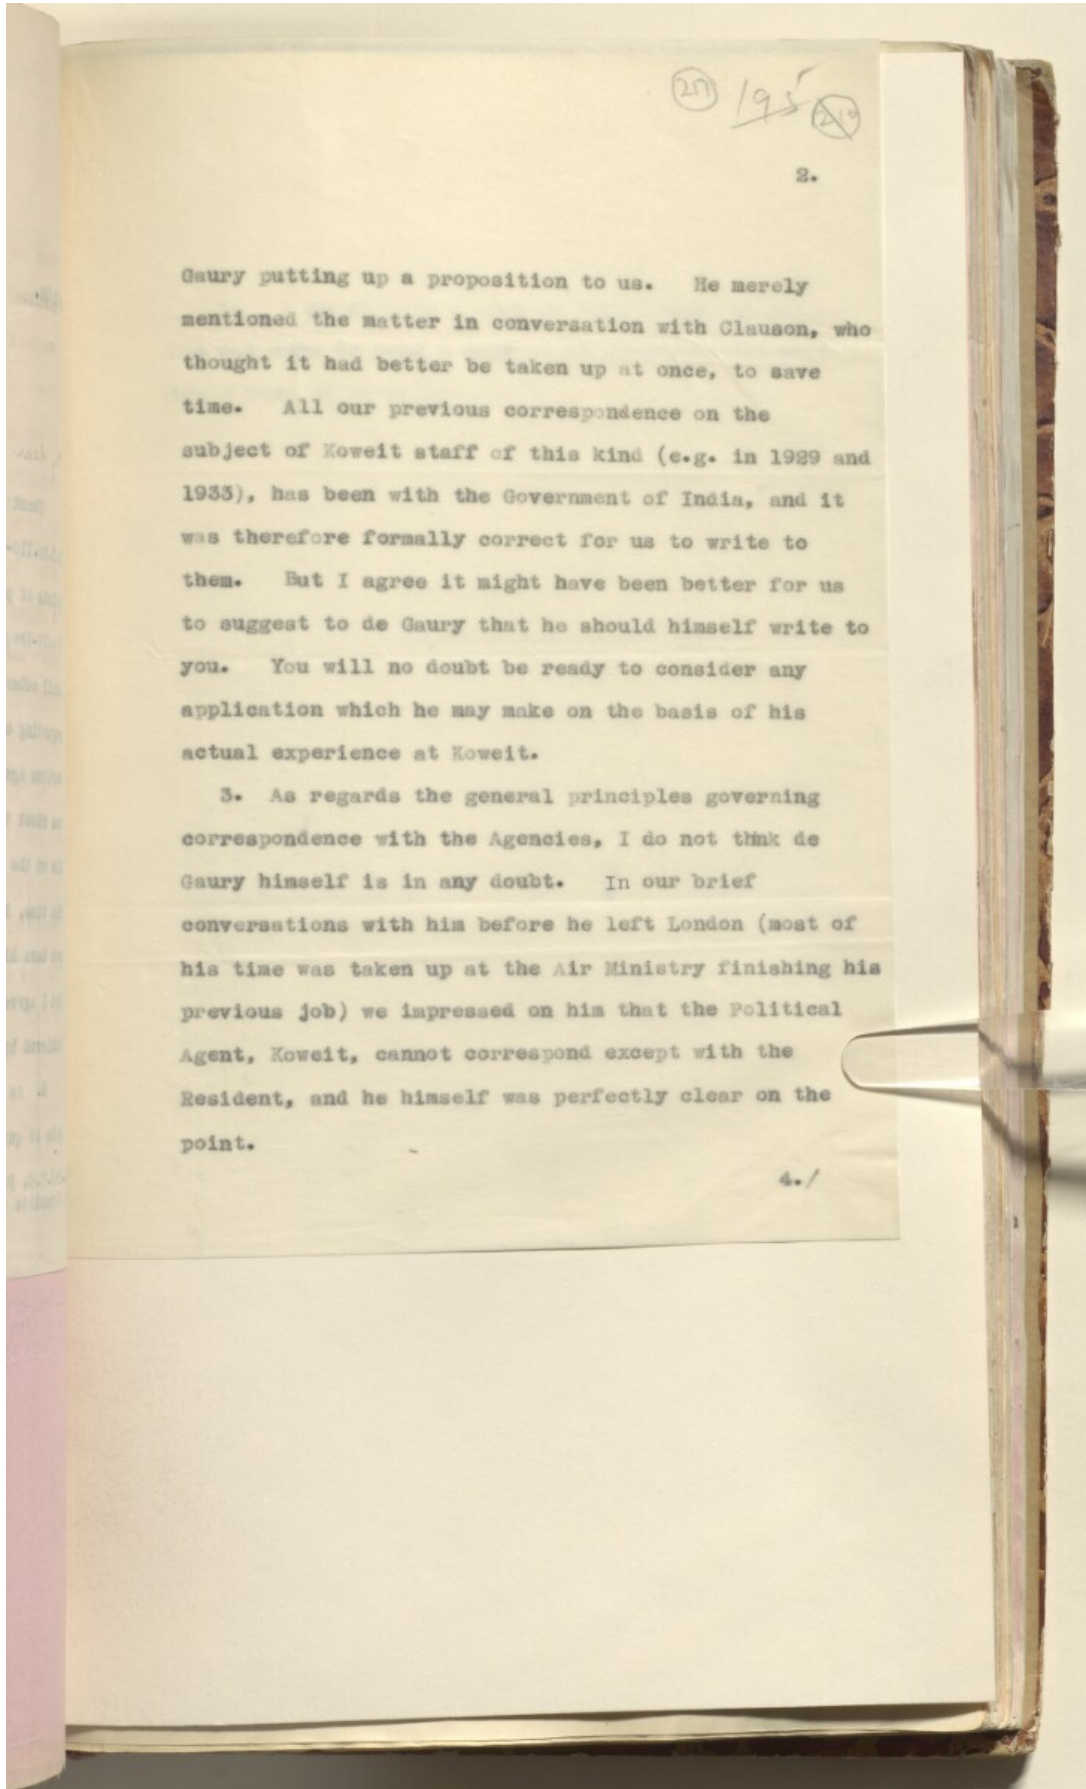 217 195
2.
Gaury putting up a proposition to us. He merely
mentioned the matter in conversation with Clauson, who
thought it had better be taken up at once, to save
time. All our previous correspondence on the
subject of Koweit staff of this kind (e.g. in 1929 and
1933), has been with the Government of India, and it
was therefore formally correct for us to write to
them. But I agree it might have been better for us
to suggest to de Gaury that he should himself write to
you. You will no doubt be ready to consider any
application which he may make on the basis of his
actual experience at Koweit.
3. As regards the general principles governing
correspondence with the Agencies, I do not think de
Gaury himself is in any doubt. In our brief
conversations with him before he left London (most of
his time was taken up at the Air Ministry finishing his
previous job) we impressed on him that the Political
Agent, Koweit, cannot correspond except with the
Resident, and he himself was perfectly clear on the
point.
4./